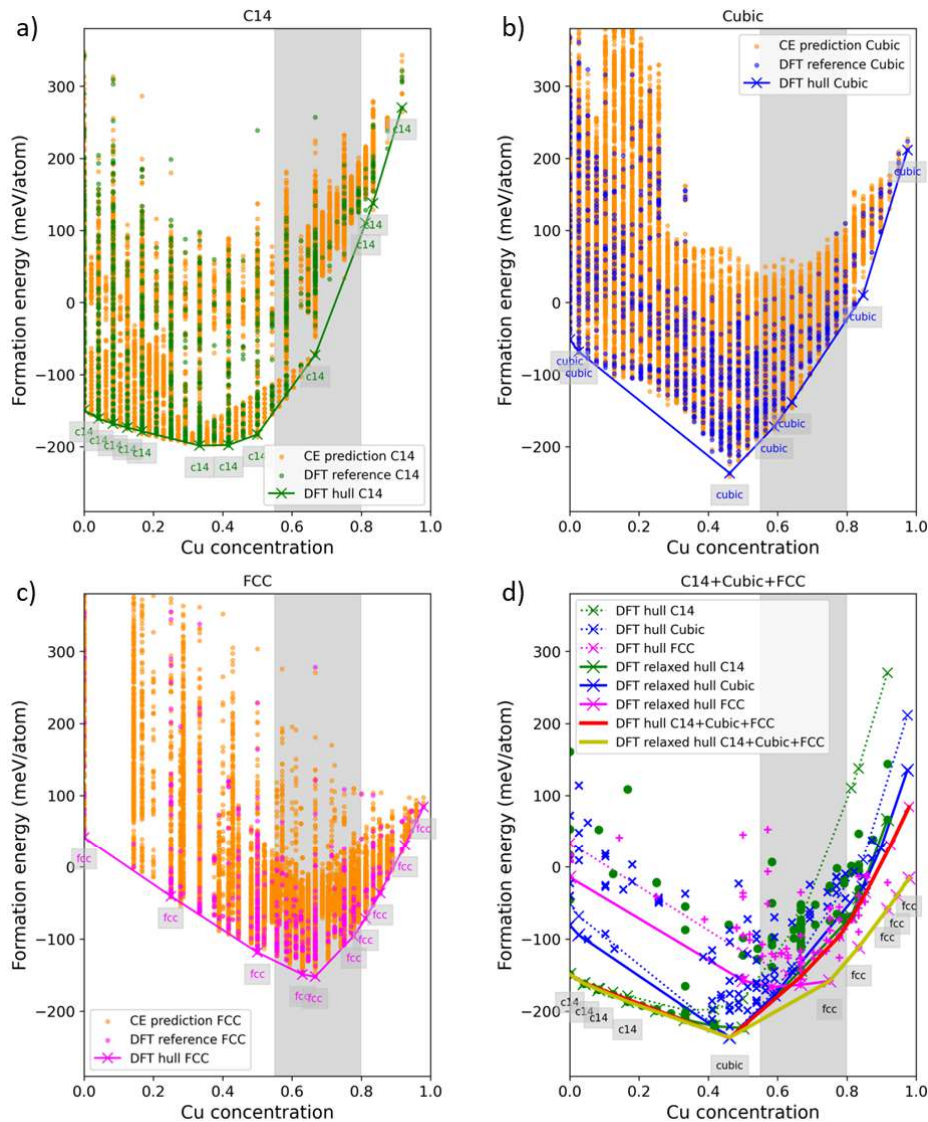 a)
C14
300
200
100
0
−100
−200
Formation energy (meV/atom)
c14
c14
c14
c14
c14
c14
c14
c14
c14
c14
c14
c14
CE prediction C14
DFT reference C14
DFT hull C14
0.0 0.2 0.4 0.6 0.8 1.0
Cu concentration
b)
Cubic
CE prediction Cubic
DFT reference Cubic
DFT hull Cubic
300
200
100
0
−100
−200
Formation energy (meV/atom)
cubic
cubic
cubic
cubic
cubic
cubic
cubic
0.0 0.2 0.4 0.6 0.8 1.0
Cu concentration
c)
FCC
300
200
100
0
−100
−200
Formation energy (meV/atom)
fcc
fcc
fcc
fcc
fcc
fcc
fcc
fcc
fcc
fcc
CE prediction FCC
DFT reference FCC
DFT hull FCC
0.0 0.2 0.4 0.6 0.8 1.0
Cu concentration
d)
C14+Cubic+FCC
DFT hull C14
DFT hull Cubic
DFT hull FCC
DFT relaxed hull C14
DFT relaxed hull Cubic
DFT relaxed hull FCC
DFT hull C14+Cubic+FCC
DFT relaxed hull C14+Cubic+FCC
300
200
100
0
−100
−200
Formation energy (meV/atom)
fcc
fcc
fcc
fcc
fcc
c14
c14
c14
c14
cubic
0.0 0.2 0.4 0.6 0.8 1.0
Cu concentration